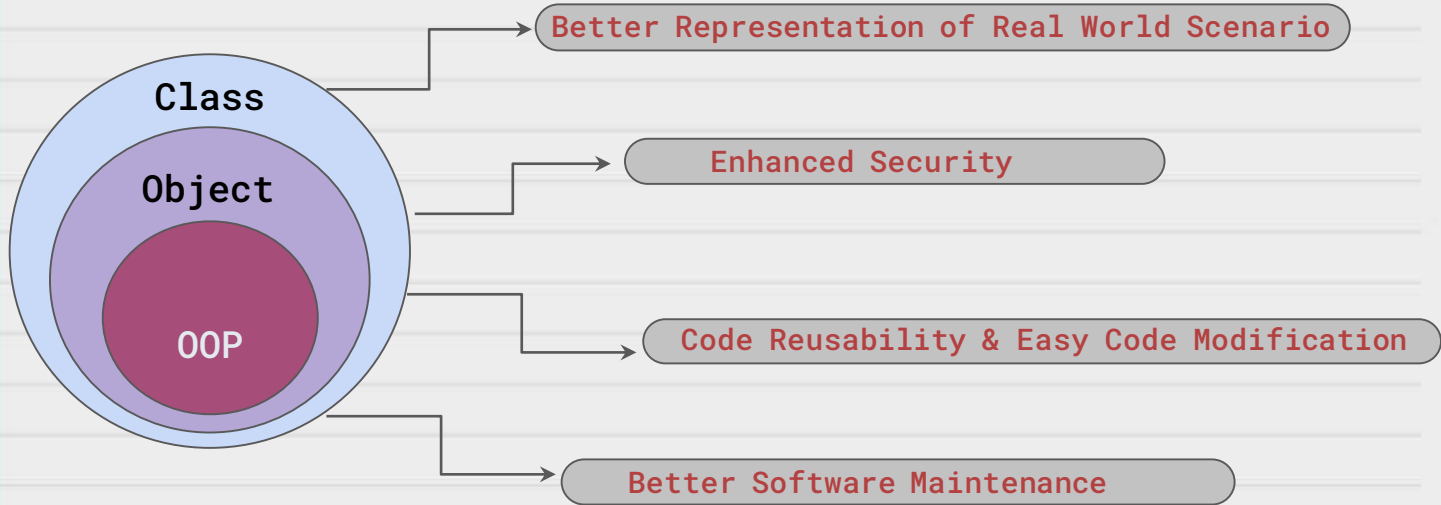 Better Representation of Real World Scenario
Class
Enhanced Security
Object
OOP
Code Reusability & Easy Code Modification
Better Software Maintenance